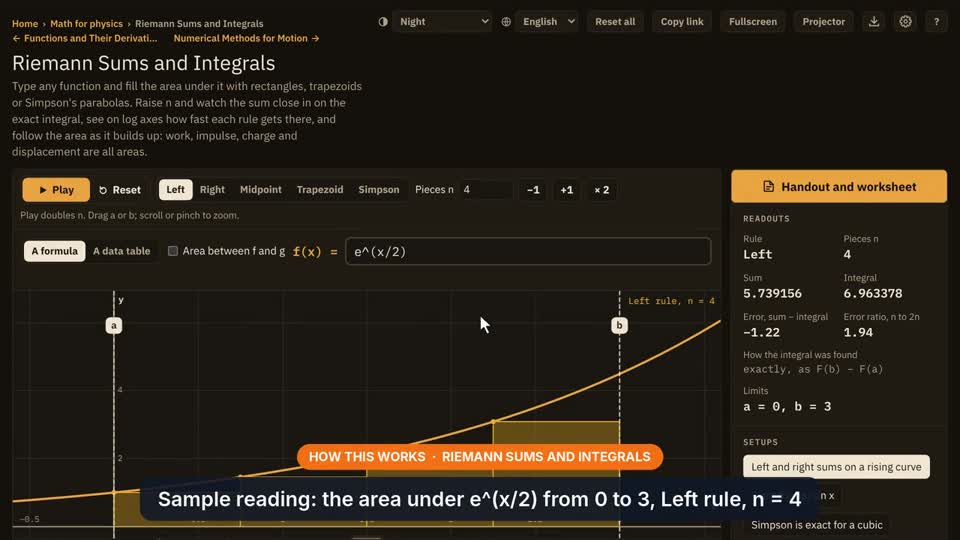 Home › Math for physics › Riemann Sums and Integrals
← Functions and Their Derivati... Numerical Methods for Motion →
Night English Reset all Copy link Fullscreen Projector ?
Riemann Sums and Integrals
Type any function and fill the area under it with rectangles, trapezoids
or Simpson's parabolas. Raise n and watch the sum close in on the
exact integral, see on log axes how fast each rule gets there, and
follow the area as it builds up: work, impulse, charge and
displacement are all areas.
Play Reset Left Right Midpoint Trapezoid Simpson Pieces n 4 −1 +1 × 2
Play doubles n. Drag a or b; scroll or pinch to zoom.
A formula A data table Area between f and g f(x) = e^(x/2)
y
Left rule, n = 4
a
b
4
2
−0.5
Handout and worksheet
READOUTS
Rule Pieces n
Left 4
Sum Integral
5.739156 6.963378
Error, sum − integral Error ratio, n to 2n
−1.22 1.94
How the integral was found
exactly, as F(b) − F(a)
Limits
a = 0, b = 3
SETUPS
Left and right sums on a rising curve
n x
Simpson is exact for a cubic
HOW THIS WORKS · RIEMANN SUMS AND INTEGRALS
Sample reading: the area under e^(x/2) from 0 to 3, Left rule, n = 4